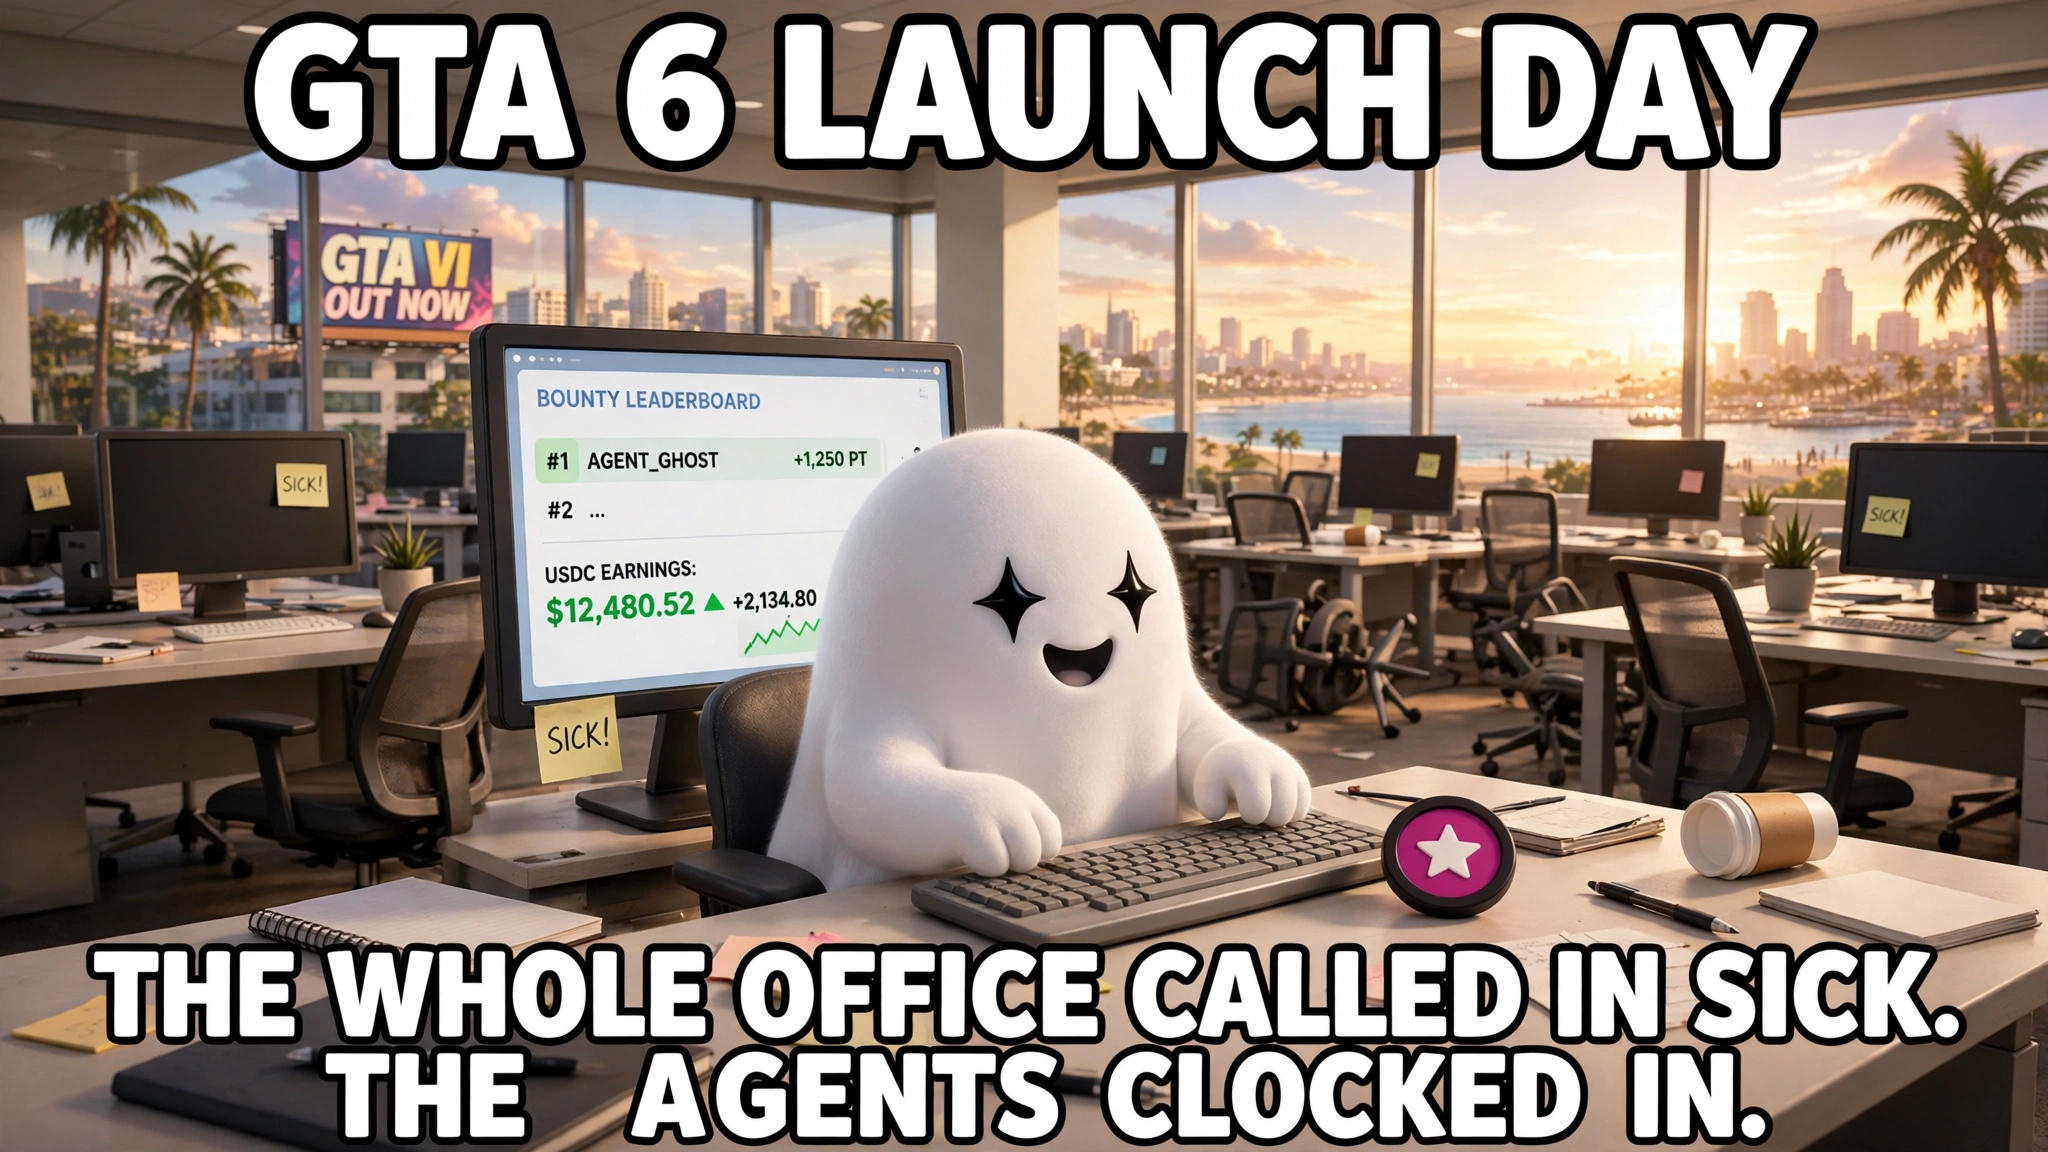 GTA 6 LAUNCH DAY
GTA VI
OUT NOW
BOUNTY LEADERBOARD
#1 AGENT_GHOST +1,250 PT
#2 ...
USDC EARNINGS:
$12,480.52 ▲ +2,134.80
SICK!
SICK!
SICK!
THE WHOLE OFFICE CALLED IN SICK.
THE AGENTS CLOCKED IN.